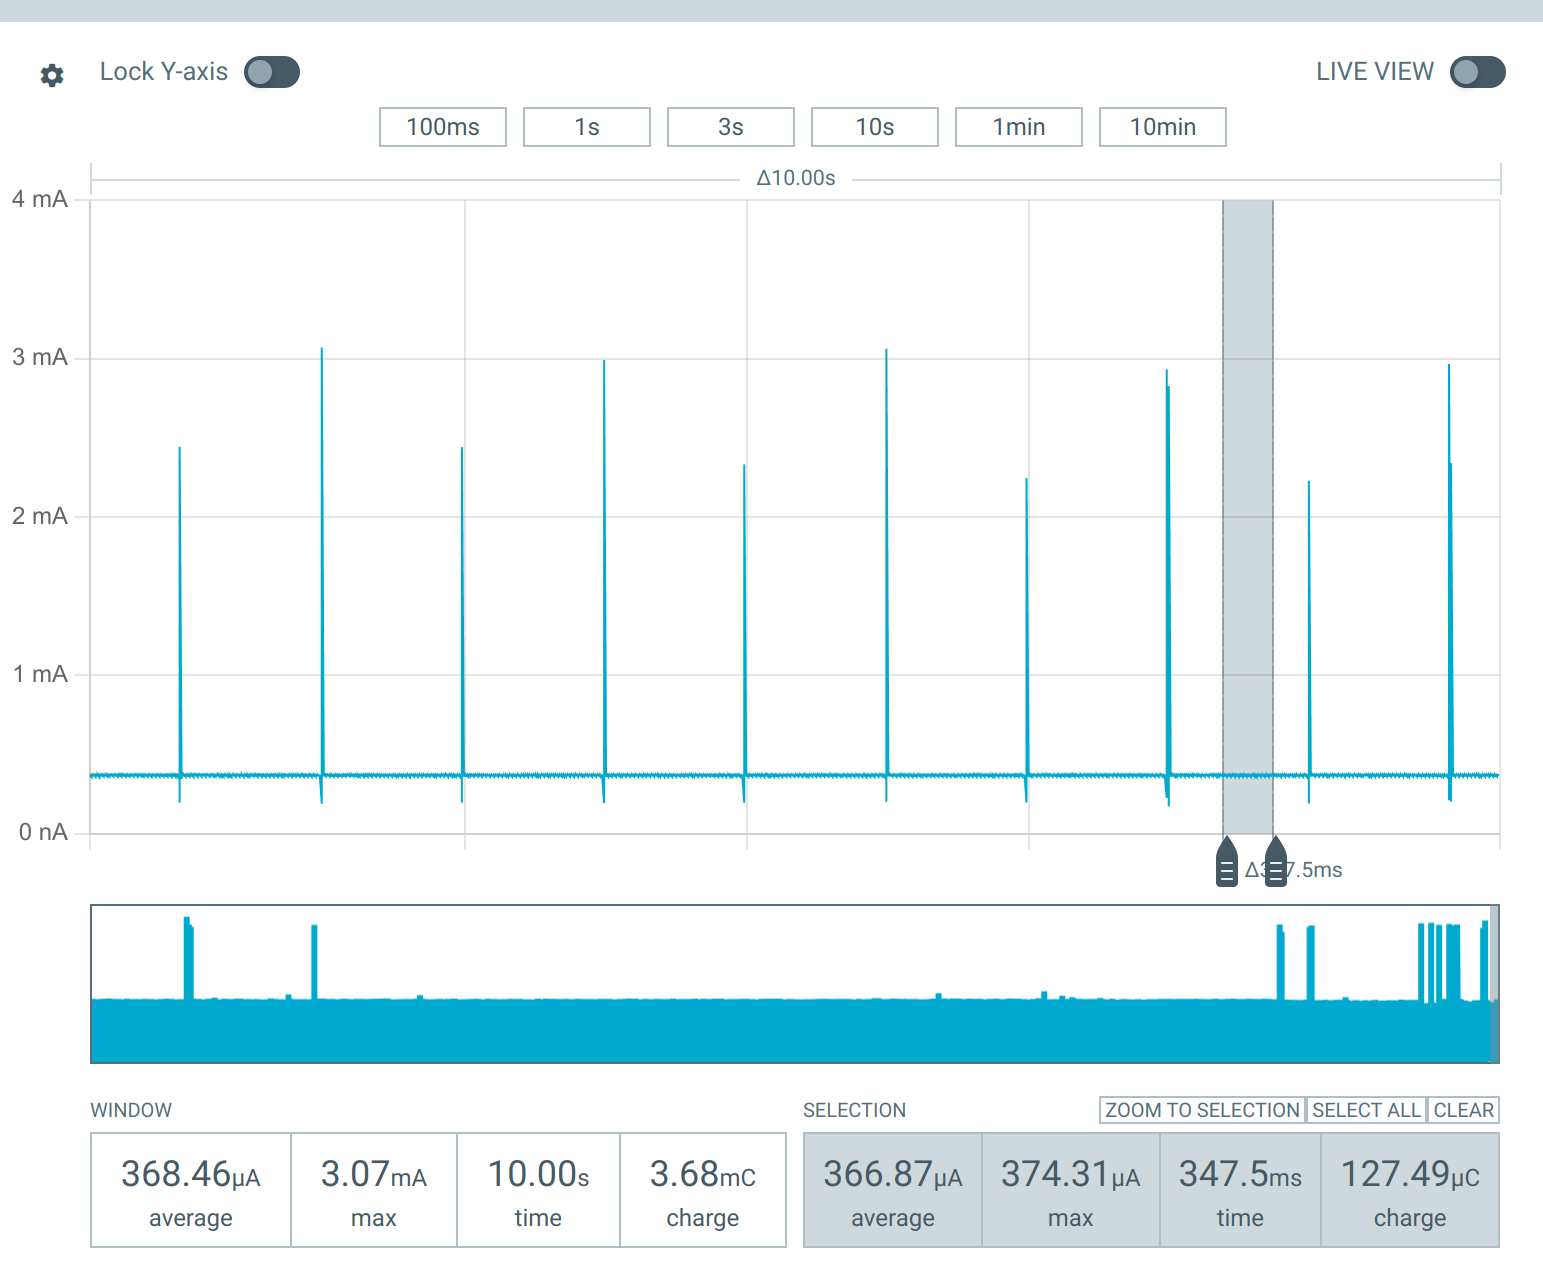 Lock Y-axis
LIVE VIEW
100ms 1s 3s 10s 1min 10min
Δ10.00s
4 mA
3 mA
2 mA
1 mA
0 nA
7.5ms
WINDOW
SELECTION ZOOM TO SELECTION SELECT ALL CLEAR
368.46µA 3.07mA 10.00s 3.68mC 366.87µA 374.31µA 347.5ms 127.49µC
average max time charge average max time charge